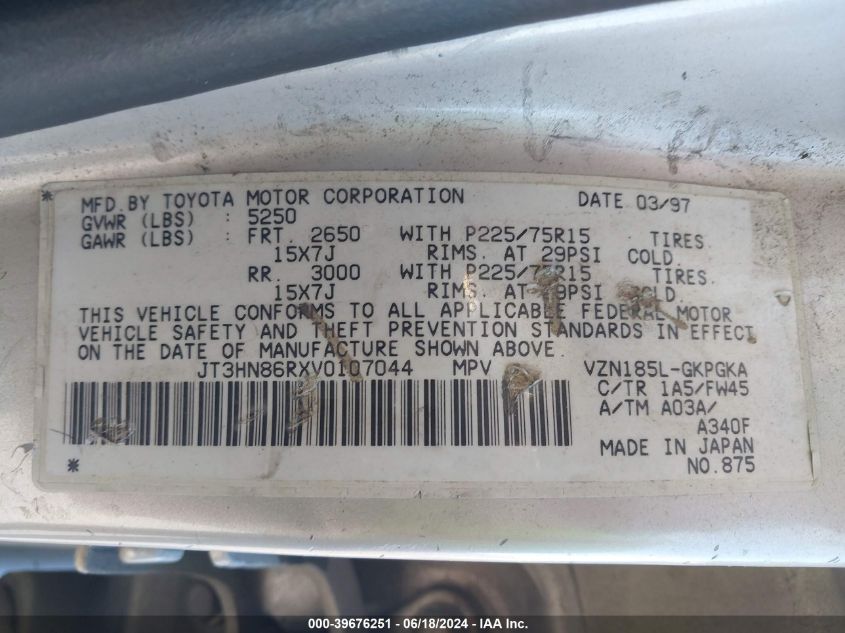 * MFD. BY TOYOTA MOTOR CORPORATION DATE 03/97
GVWR (LBS) : 5250
GAWR (LBS) : FRT. 2650 WITH P225/75R15 TIRES.
15X7J RIMS. AT 29PSI COLD.
RR. 3000 WITH P225/75R15 TIRES.
15X7J RIMS. AT 29PSI COLD.
THIS VEHICLE CONFORMS TO ALL APPLICABLE FEDERAL MOTOR
VEHICLE SAFETY AND THEFT PREVENTION STANDARDS IN EFFECT
ON THE DATE OF MANUFACTURE SHOWN ABOVE.
JT3HN86RXV0107044 MPV VZN185L-GKPGKA
C/TR 1A5/FW45
A/TM A03A/
A340F
MADE IN JAPAN
* NO.875
000-39676251 - 06/18/2024 - IAA Inc.